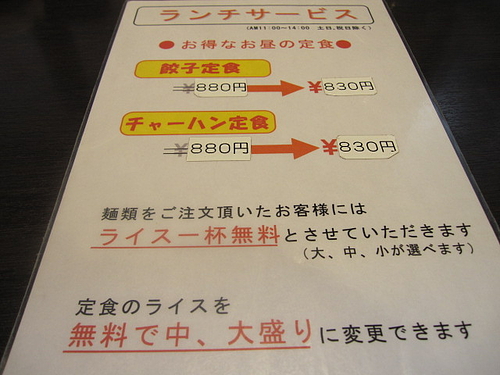 ランチサービス
(AM11:00〜14:00 土日,祝日除く)
●お得なお昼の定食●
餃子定食
¥880円 ¥830円
チャーハン定食
¥880円 ¥830円
麺類をご注文頂いたお客様には
ライス一杯無料とさせていただきます
(大、中、小が選べます)
定食のライスを
無料で中、大盛りに変更できます